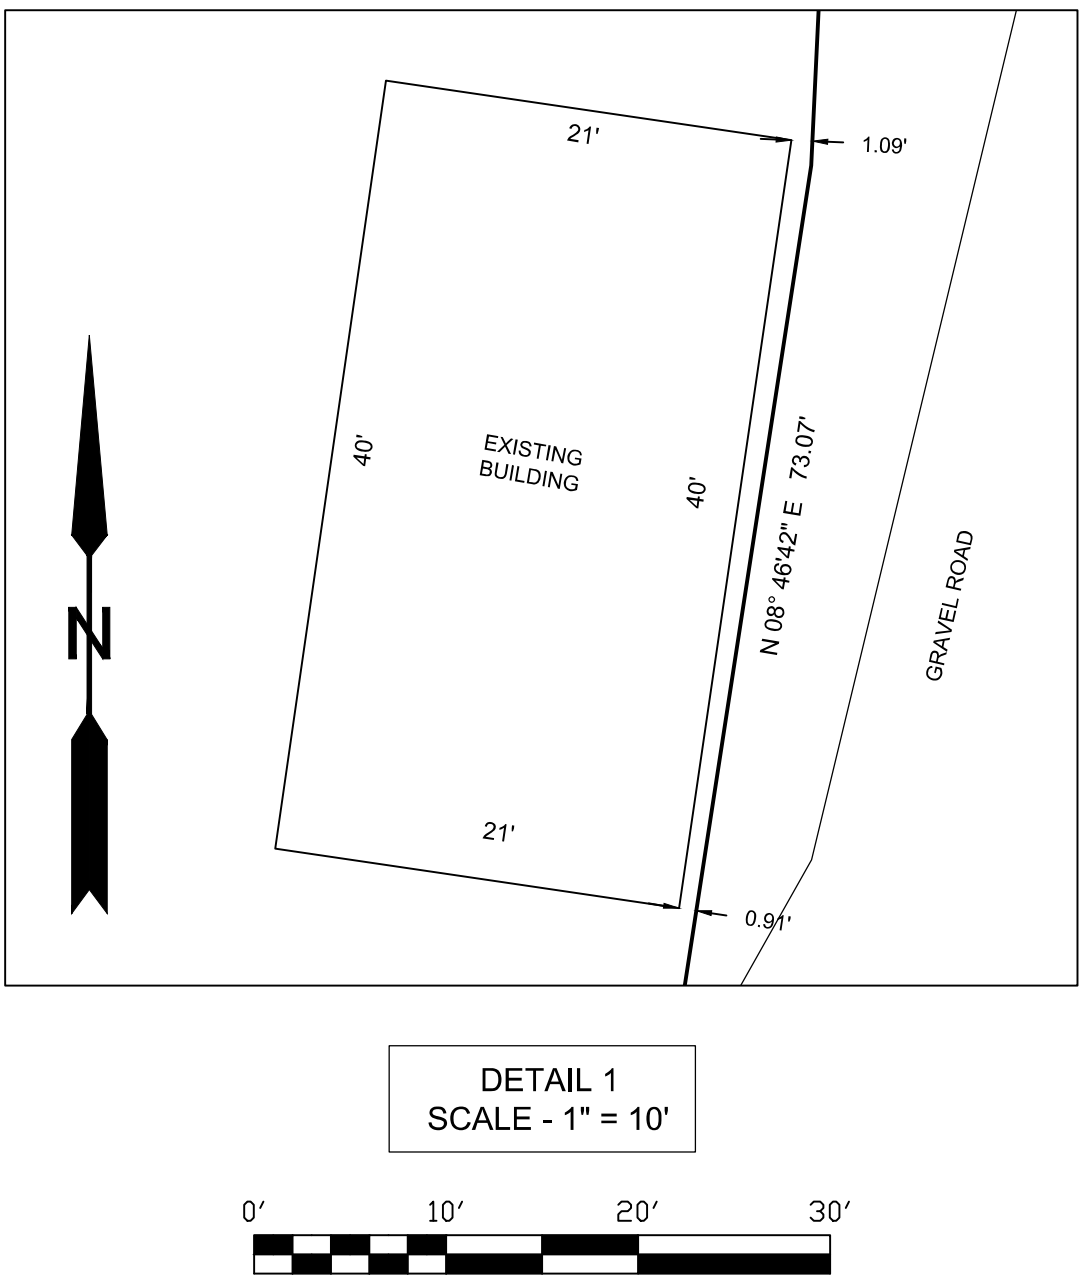 21'
1.09'
40'
EXISTING
BUILDING
40'
N 08° 46'42" E 73.07'
GRAVEL ROAD
N
21'
0.91'
DETAIL 1
SCALE - 1" = 10'
0' 10' 20' 30'